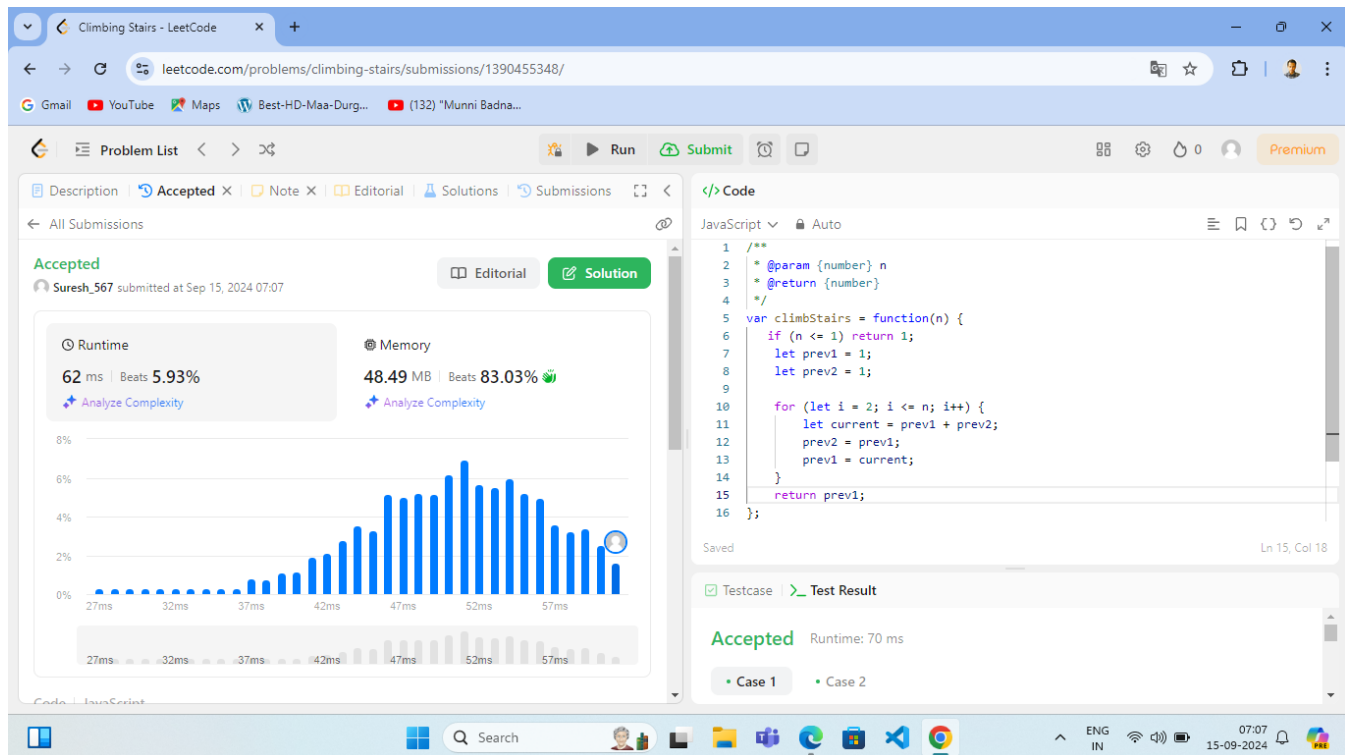 Climbing Stairs - LeetCode
leetcode.com/problems/climbing-stairs/submissions/1390455348/
Gmail YouTube Maps Best-HD-Maa-Durg... (132) "Munni Badna...
Problem List Run Submit 0 Premium
Description Accepted Note Editorial Solutions Submissions
All Submissions
Accepted
Suresh_567 submitted at Sep 15, 2024 07:07
Editorial Solution
Runtime
62 ms Beats 5.93%
Analyze Complexity
Memory
48.49 MB Beats 83.03%
Analyze Complexity
8%
6%
4%
2%
0%
27ms 32ms 37ms 42ms 47ms 52ms 57ms
27ms 32ms 37ms 42ms 47ms 52ms 57ms
Code JavaScript
</> Code
JavaScript Auto
1 /**
2 * @param {number} n
3 * @return {number}
4 */
5 var climbStairs = function(n) {
6 if (n <= 1) return 1;
7 let prev1 = 1;
8 let prev2 = 1;
9
10 for (let i = 2; i <= n; i++) {
11 let current = prev1 + prev2;
12 prev2 = prev1;
13 prev1 = current;
14 }
15 return prev1;
16 };
Saved Ln 15, Col 18
Testcase Test Result
Accepted Runtime: 70 ms
Case 1 Case 2
Search
ENG
IN
07:07
15-09-2024
PRE